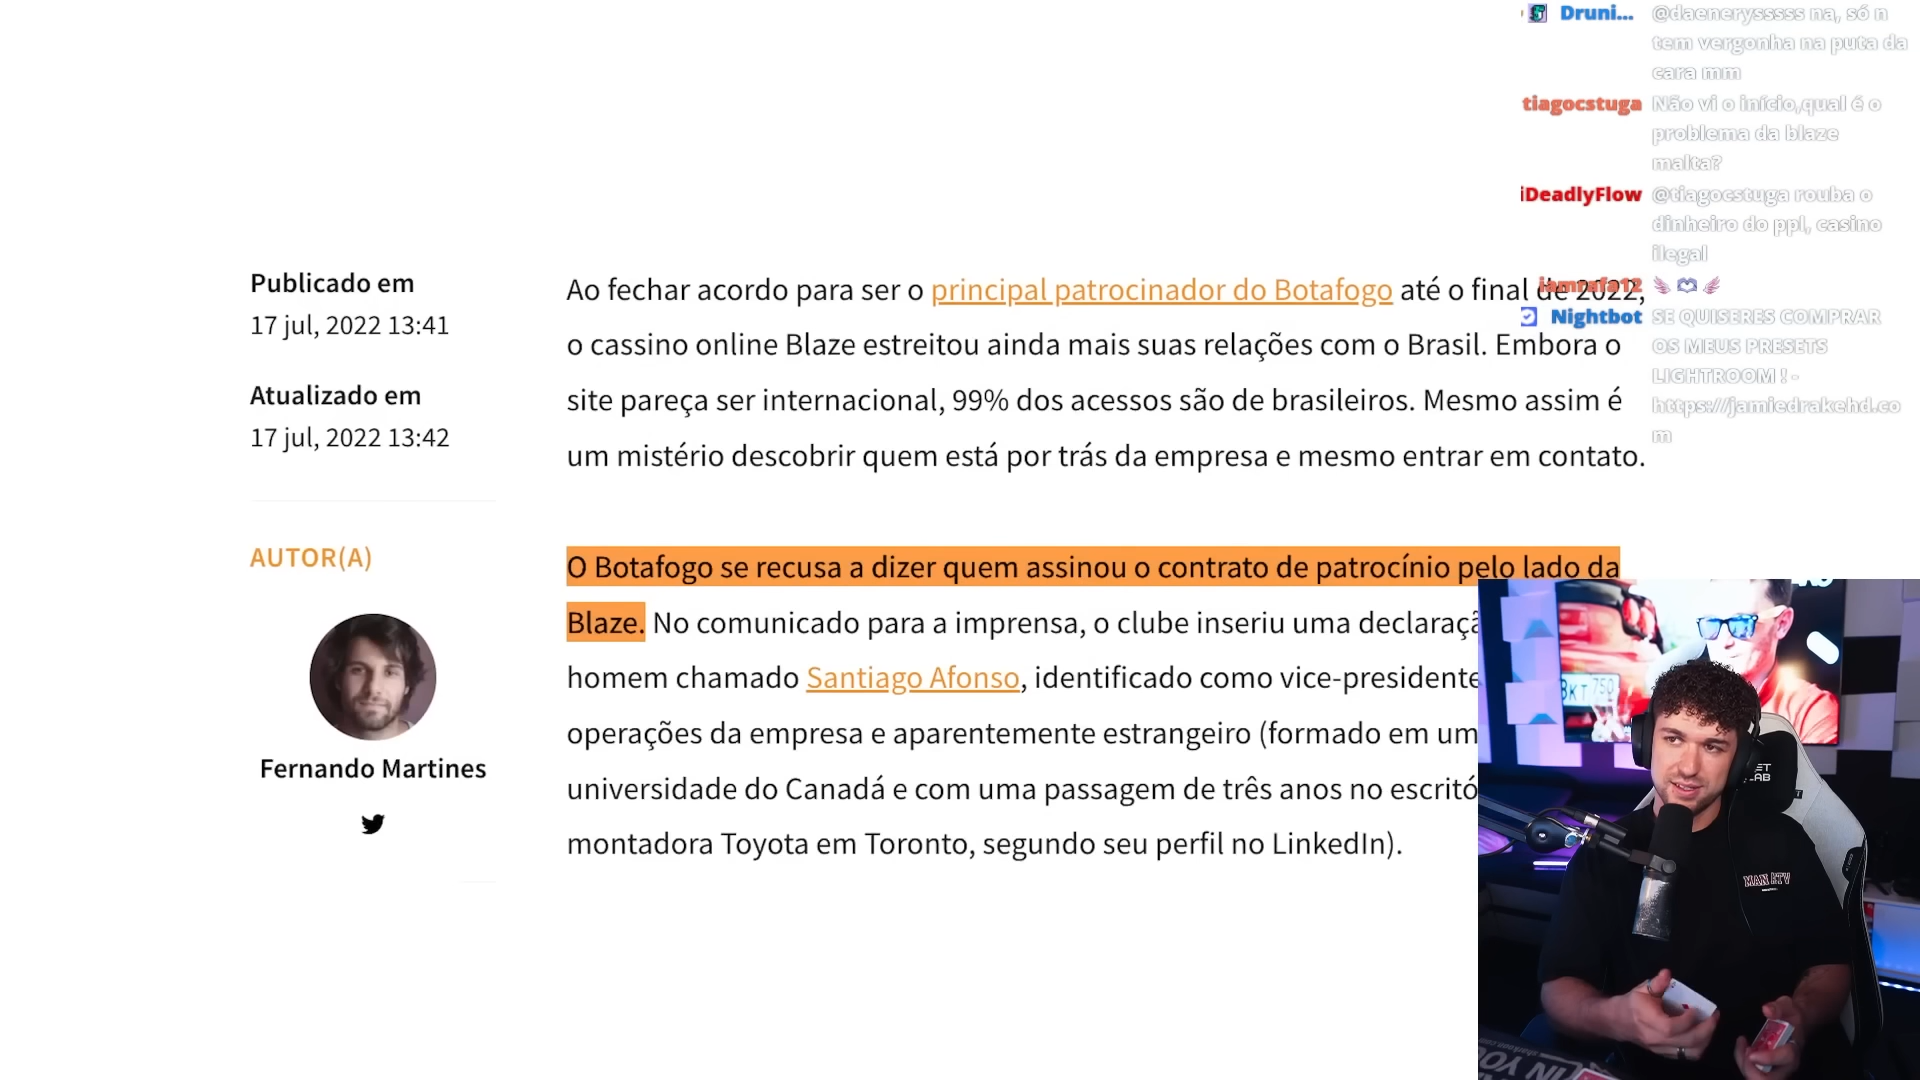 Publicado em
17 jul, 2022 13:41
Atualizado em
17 jul, 2022 13:42
AUTOR(A)
Fernando Martines
Ao fechar acordo para ser o principal patrocinador do Botafogo até o final de 2022,
o cassino online Blaze estreitou ainda mais suas relações com o Brasil. Embora o
site pareça ser internacional, 99% dos acessos são de brasileiros. Mesmo assim é
um mistério descobrir quem está por trás da empresa e mesmo entrar em contato.
O Botafogo se recusa a dizer quem assinou o contrato de patrocínio pelo lado da
Blaze. No comunicado para a imprensa, o clube inseriu uma
homem chamado Santiago Afonso, identificado como vice-presidente
operações da empresa e aparentemente estrangeiro (formado em um
universidade do Canadá e com uma passagem de três anos no
montadora Toyota em Toronto, segundo seu perfil no LinkedIn).
Druni... @daenerysssss na, só n
tem vergonha na puta da
cara mm
tiagocstuga Não vi o início,qual é o
problema da blaze
malta?
iDeadlyFlow @tiagocstuga rouba o
dinheiro do ppl, casino
ilegal
iamrafa12
Nightbot SE QUISERES COMPRAR
OS MEUS PRESETS
LIGHTROOM ! -
https://jamiedrakehd.co
m
BKT 750
IN YOU